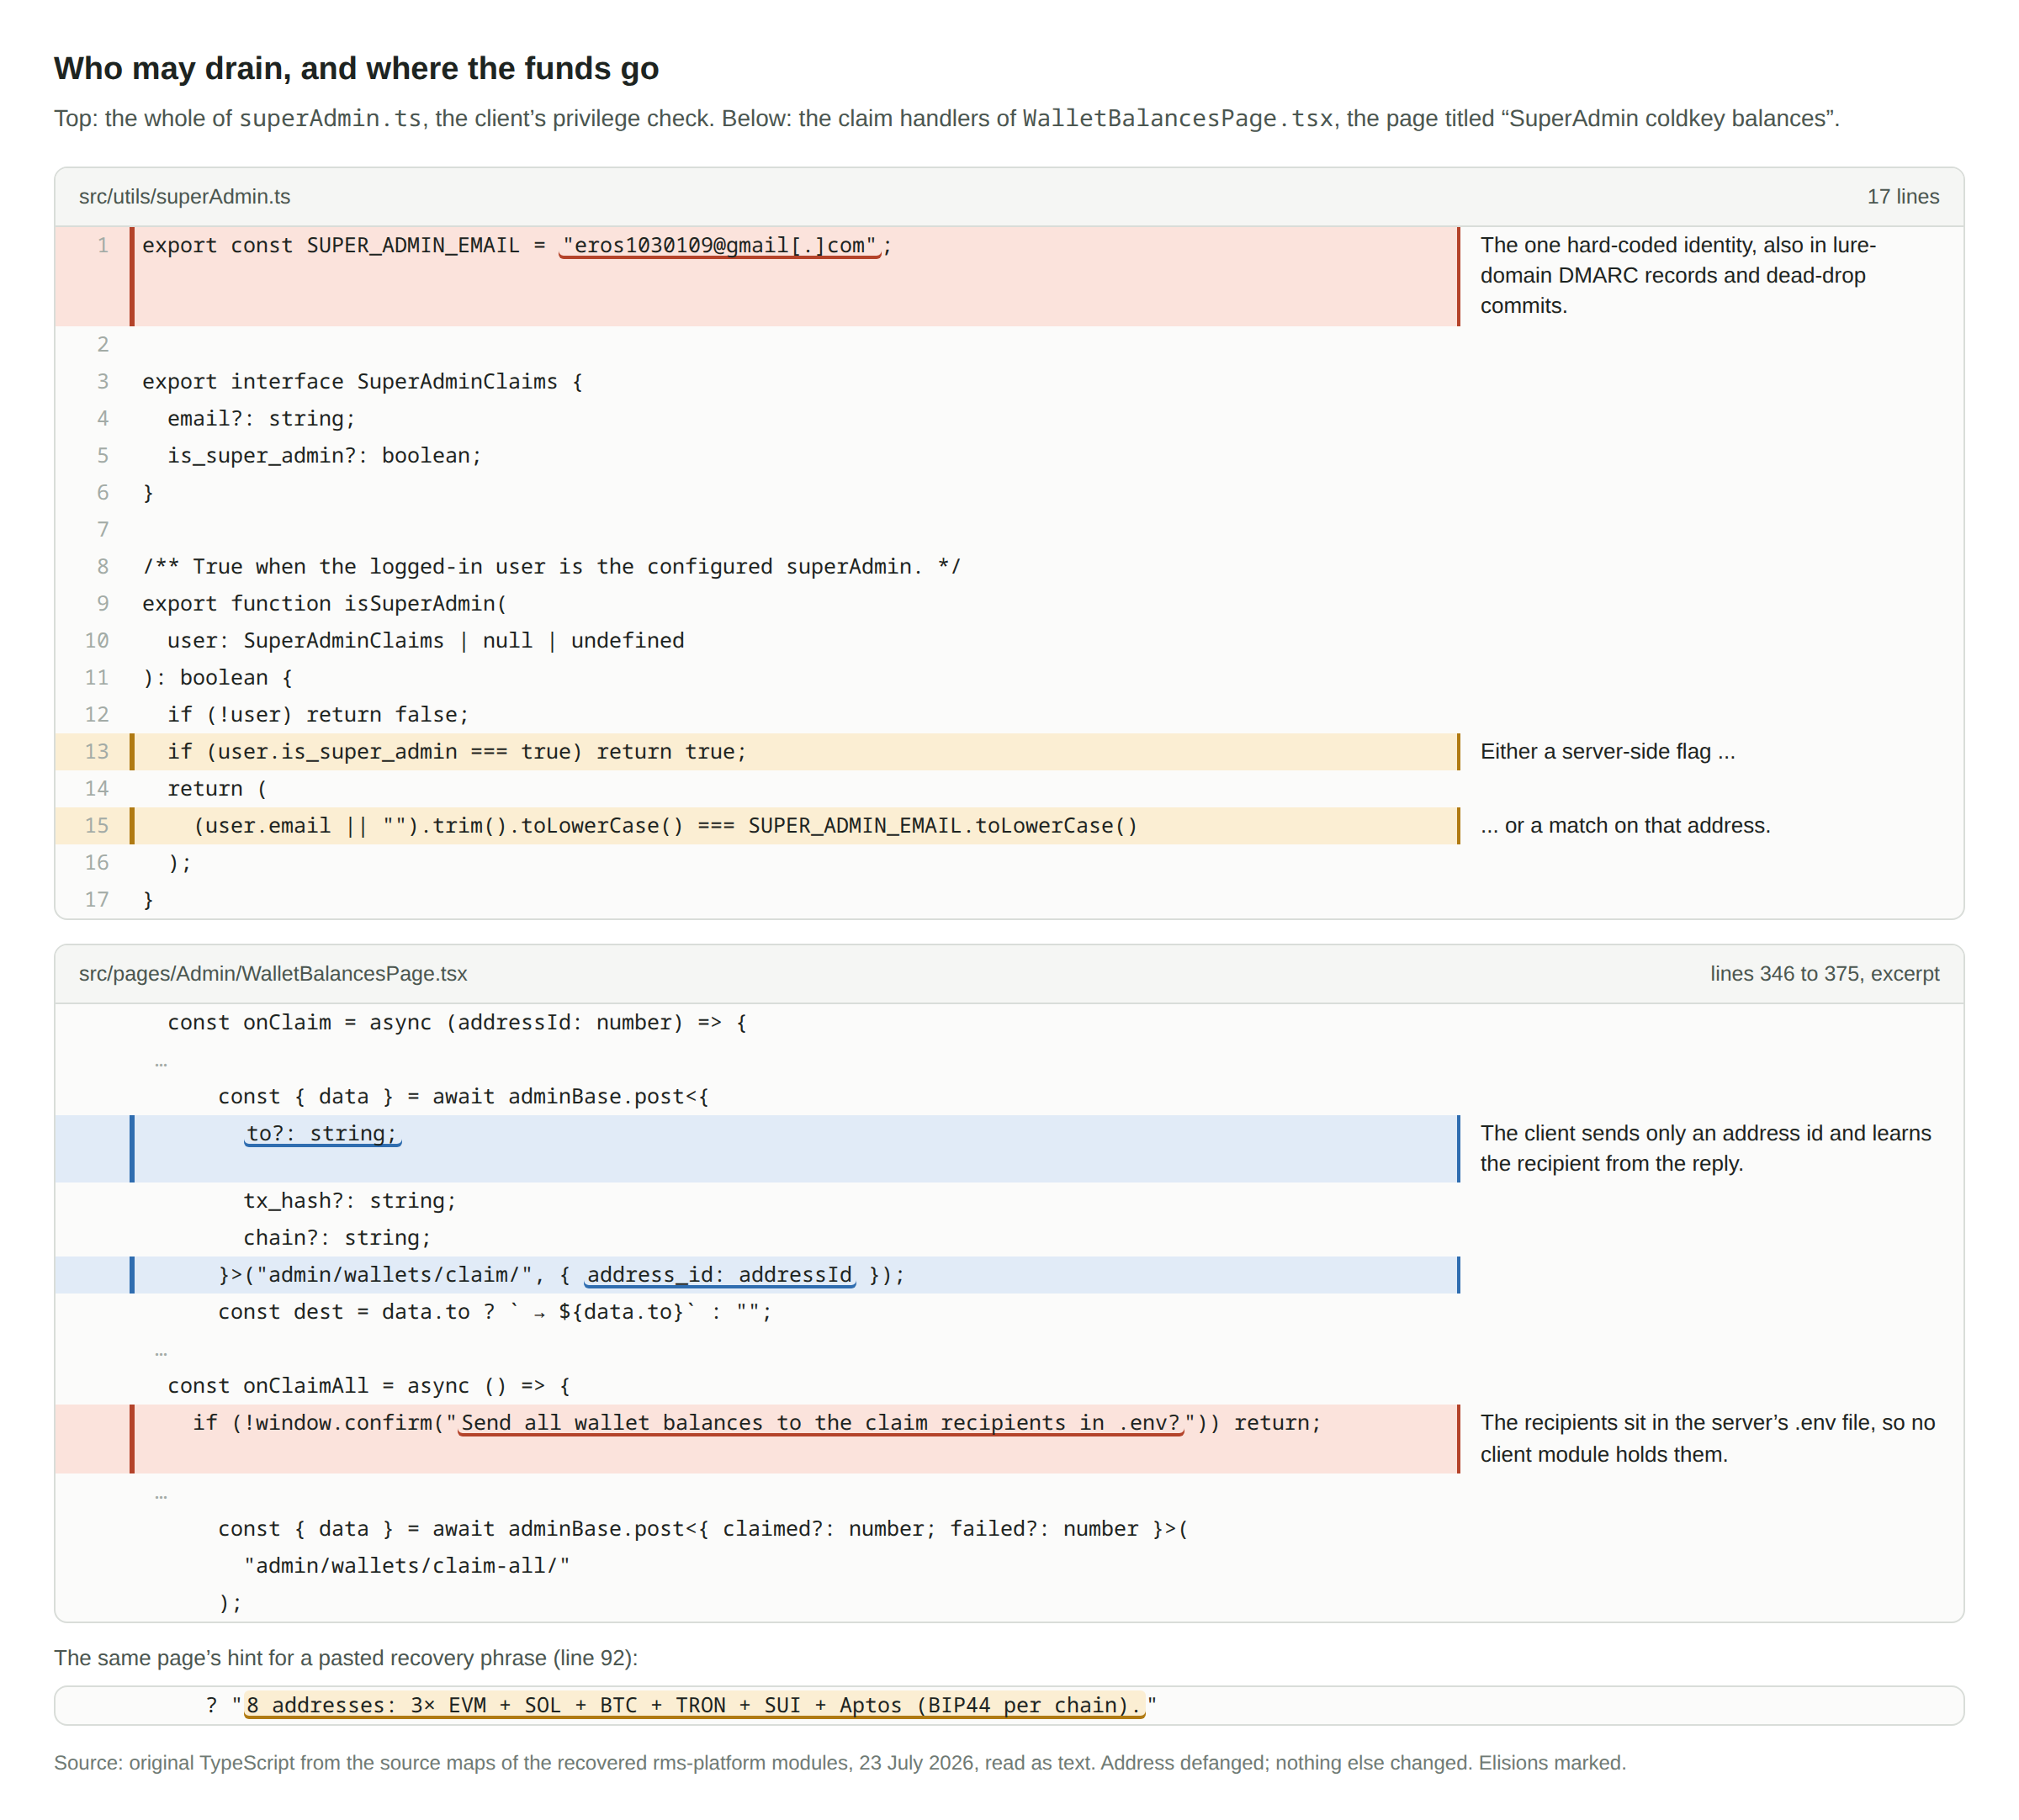 Who may drain, and where the funds go
Top: the whole of superAdmin.ts, the client’s privilege check. Below: the claim handlers of WalletBalancesPage.tsx, the page titled “SuperAdmin coldkey balances”.
src/utils/superAdmin.ts 17 lines
1 export const SUPER_ADMIN_EMAIL = "eros1030109@gmail[.]com";
The one hard-coded identity, also in lure-
domain DMARC records and dead-drop
commits.
2
3 export interface SuperAdminClaims {
4 email?: string;
5 is_super_admin?: boolean;
6 }
7
8 /** True when the logged-in user is the configured superAdmin. */
9 export function isSuperAdmin(
10 user: SuperAdminClaims | null | undefined
11 ): boolean {
12 if (!user) return false;
13 if (user.is_super_admin === true) return true; Either a server-side flag ...
14 return (
15 (user.email || "").trim().toLowerCase() === SUPER_ADMIN_EMAIL.toLowerCase() ... or a match on that address.
16 );
17 }
src/pages/Admin/WalletBalancesPage.tsx lines 346 to 375, excerpt
const onClaim = async (addressId: number) => {
…
const { data } = await adminBase.post<{
to?: string;
The client sends only an address id and learns
the recipient from the reply.
tx_hash?: string;
chain?: string;
}>("admin/wallets/claim/", { address_id: addressId });
const dest = data.to ? ` → ${data.to}` : "";
…
const onClaimAll = async () => {
if (!window.confirm("Send all wallet balances to the claim recipients in .env?")) return;
The recipients sit in the server’s .env file, so no
client module holds them.
…
const { data } = await adminBase.post<{ claimed?: number; failed?: number }>(
"admin/wallets/claim-all/"
);
The same page’s hint for a pasted recovery phrase (line 92):
? "8 addresses: 3× EVM + SOL + BTC + TRON + SUI + Aptos (BIP44 per chain)."
Source: original TypeScript from the source maps of the recovered rms-platform modules, 23 July 2026, read as text. Address defanged; nothing else changed. Elisions marked.